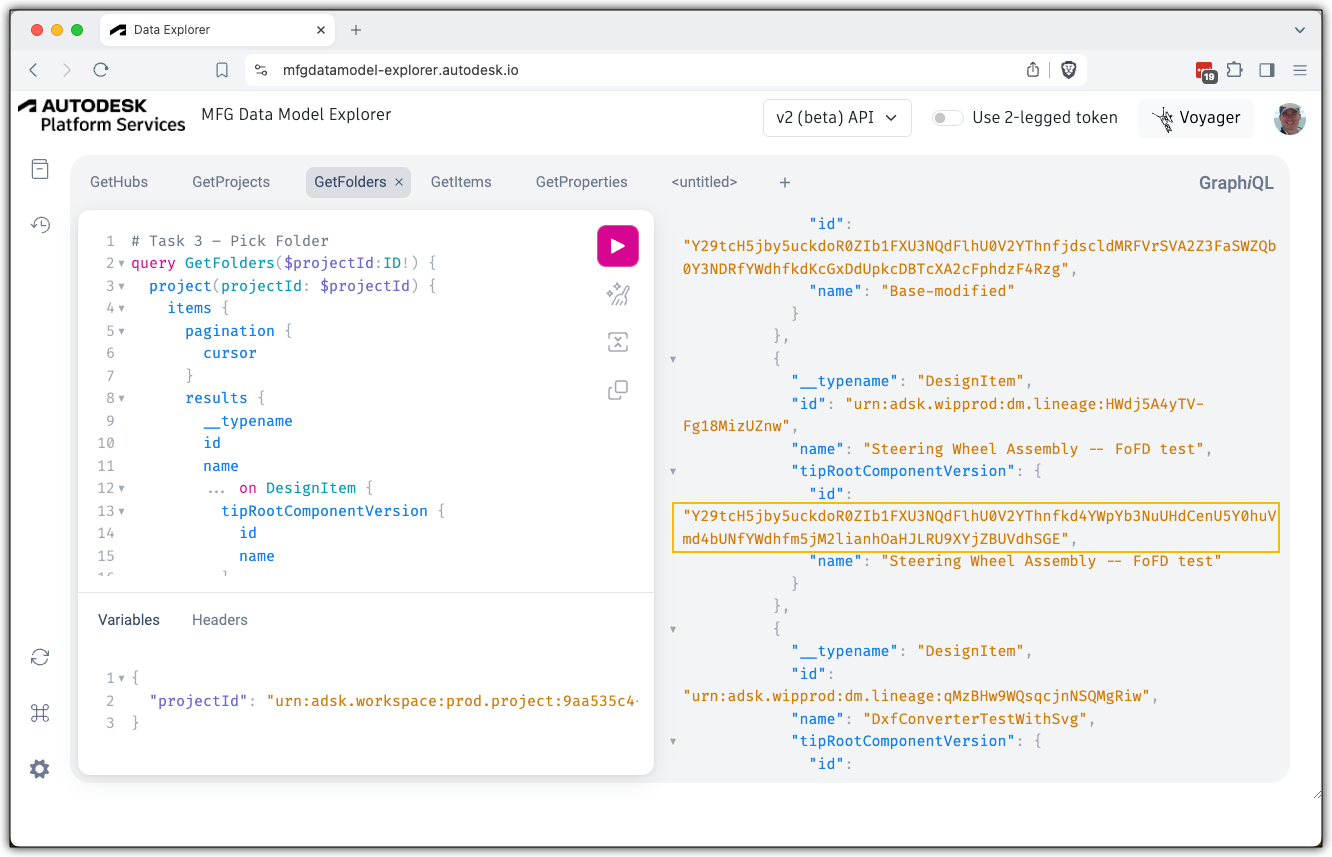 Data Explorer
mfgdatamodel-explorer.autodesk.io
19
AUTODESK
Platform Services
MFG Data Model Explorer
v2 (beta) API
Use 2-legged token
Voyager
GetHubs
GetProjects
GetFolders ×
GetItems
GetProperties
<untitled>
+
GraphiQL
1 # Task 3 – Pick Folder
2 query GetFolders($projectId:ID!) {
3 project(projectId: $projectId) {
4 items {
5 pagination {
6 cursor
7 }
8 results {
9 __typename
10 id
11 name
12 ... on DesignItem {
13 tipRootComponentVersion {
14 id
15 name
16 }
Variables
Headers
1 {
2 "projectId": "urn:adsk.workspace:prod.project:9aa535c4-
3 }
"id":
"Y29tcH5jby5uckdoR0ZIb1FXU3NQdFlhU0V2YThnfjdscldMRFVrSVA2Z3FaSWZQb
0Y3NDRfYWdhfkdKcGxDdUpkcDBTcXA2cFphdzF4Rzg",
"name": "Base-modified"
}
},
{
"__typename": "DesignItem",
"id": "urn:adsk.wipprod:dm.lineage:HWdj5A4yTV-
Fg18MizUZnw",
"name": "Steering Wheel Assembly -- FoFD test",
"tipRootComponentVersion": {
"id":
"Y29tcH5jby5uckdoR0ZIb1FXU3NQdFlhU0V2YThnfkd4YWpYb3NuUHdCenU5Y0huV
md4bUNfYWdhfm5jM2lianhOaHJLRU9XYjZBUVdhSGE",
"name": "Steering Wheel Assembly -- FoFD test"
}
},
{
"__typename": "DesignItem",
"id":
"urn:adsk.wipprod:dm.lineage:qMzBHw9WQsqcjnNSQMgRiw",
"name": "DxfConverterTestWithSvg",
"tipRootComponentVersion": {
"id":